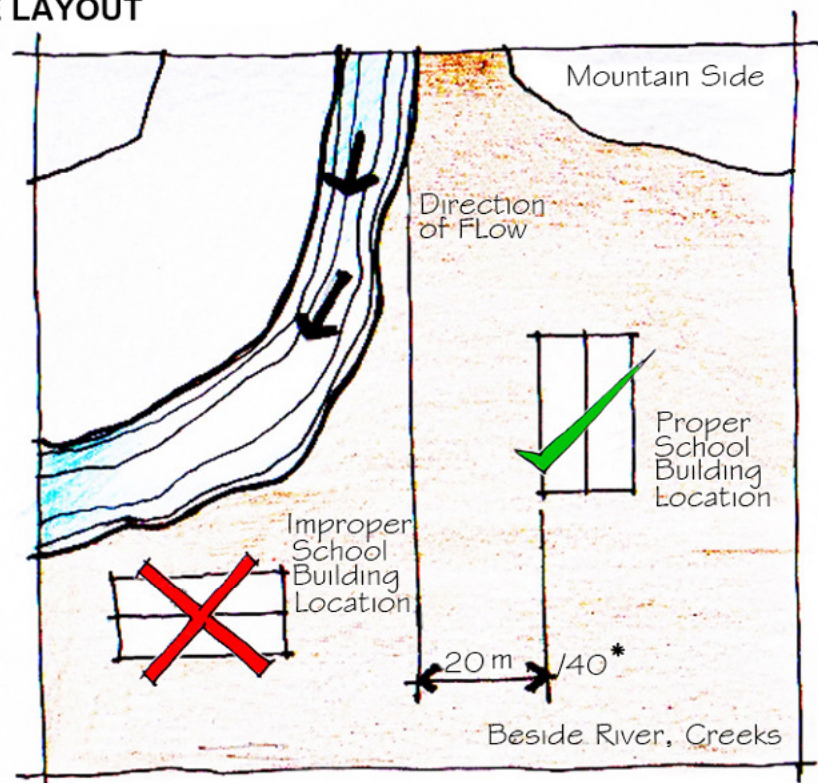 LAYOUT
Mountain Side
Direction
of FLow
Proper
School
Building
Location
Improper
School
Building
Location
20 m /40*
Beside River, Creeks